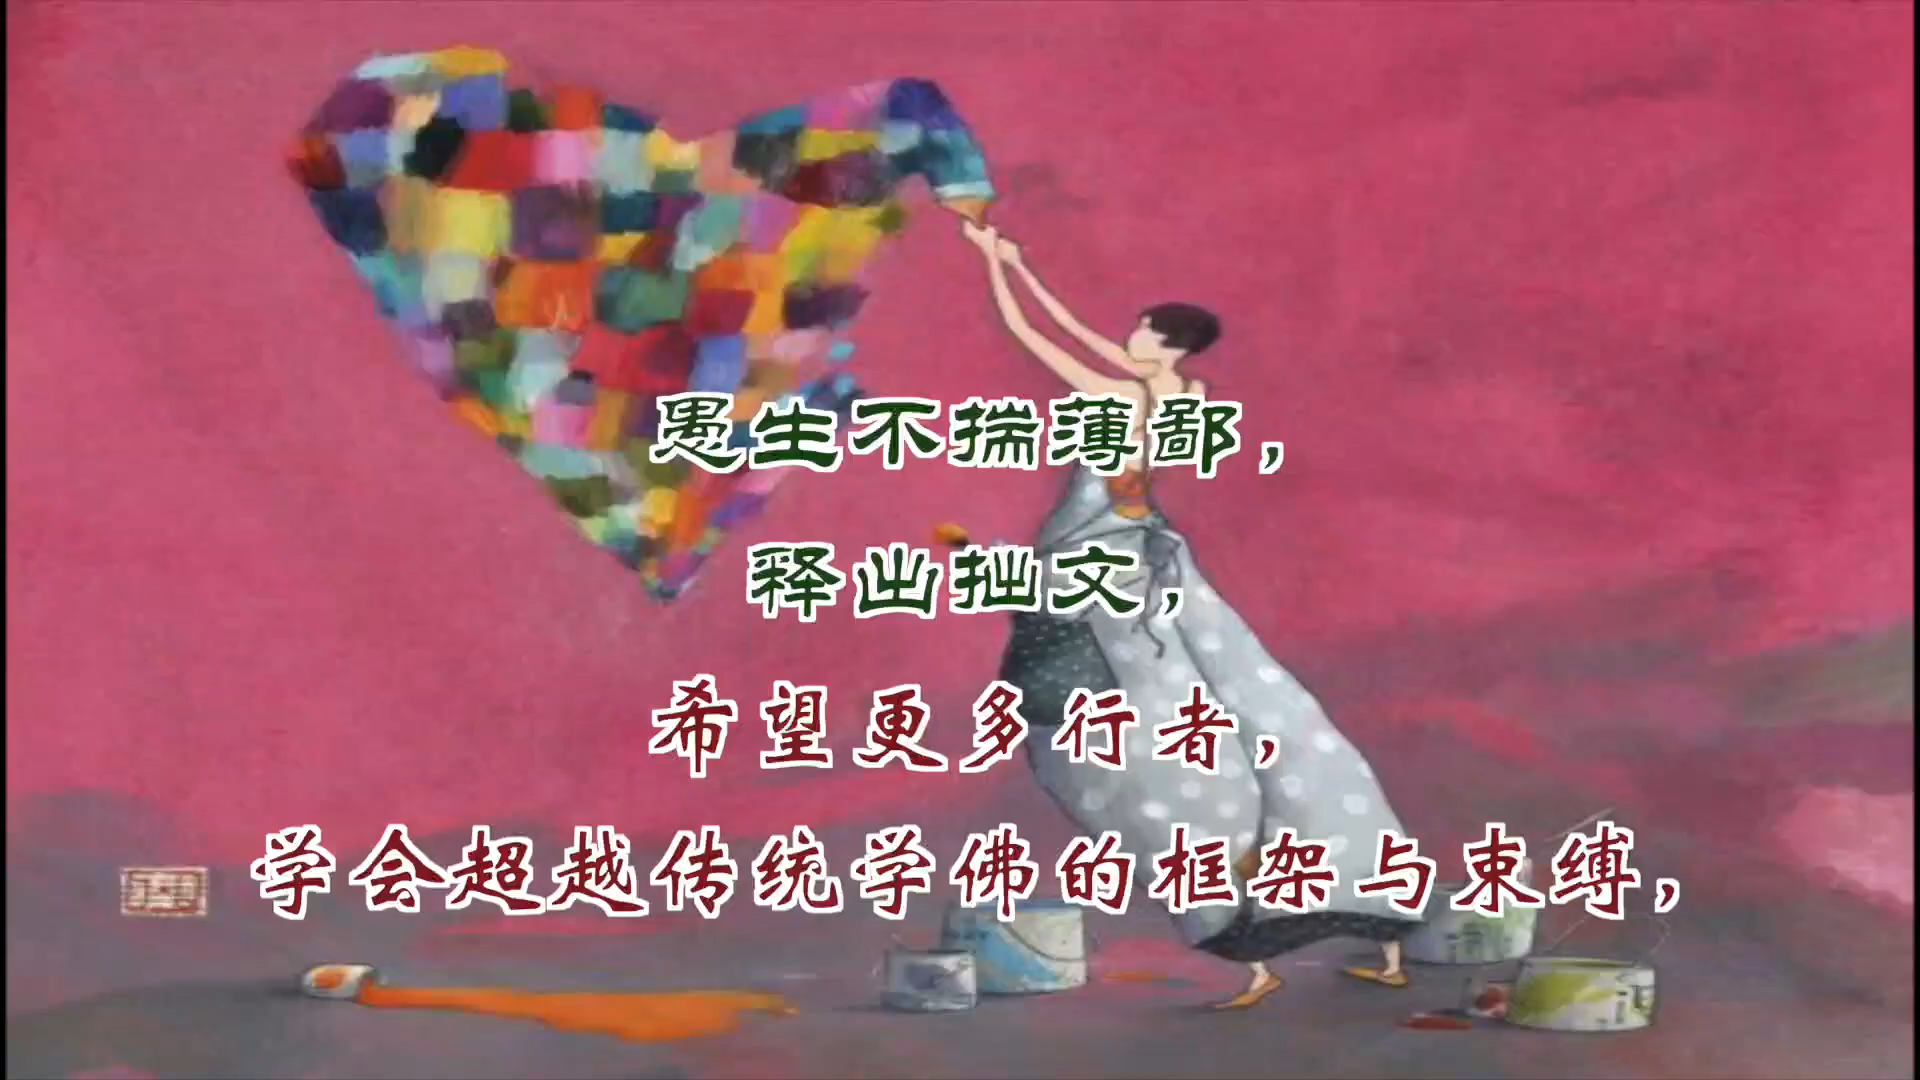 愚生不揣薄鄙，
释出拙文，
希望更多行者，
学会超越传统学佛的框架与束缚，